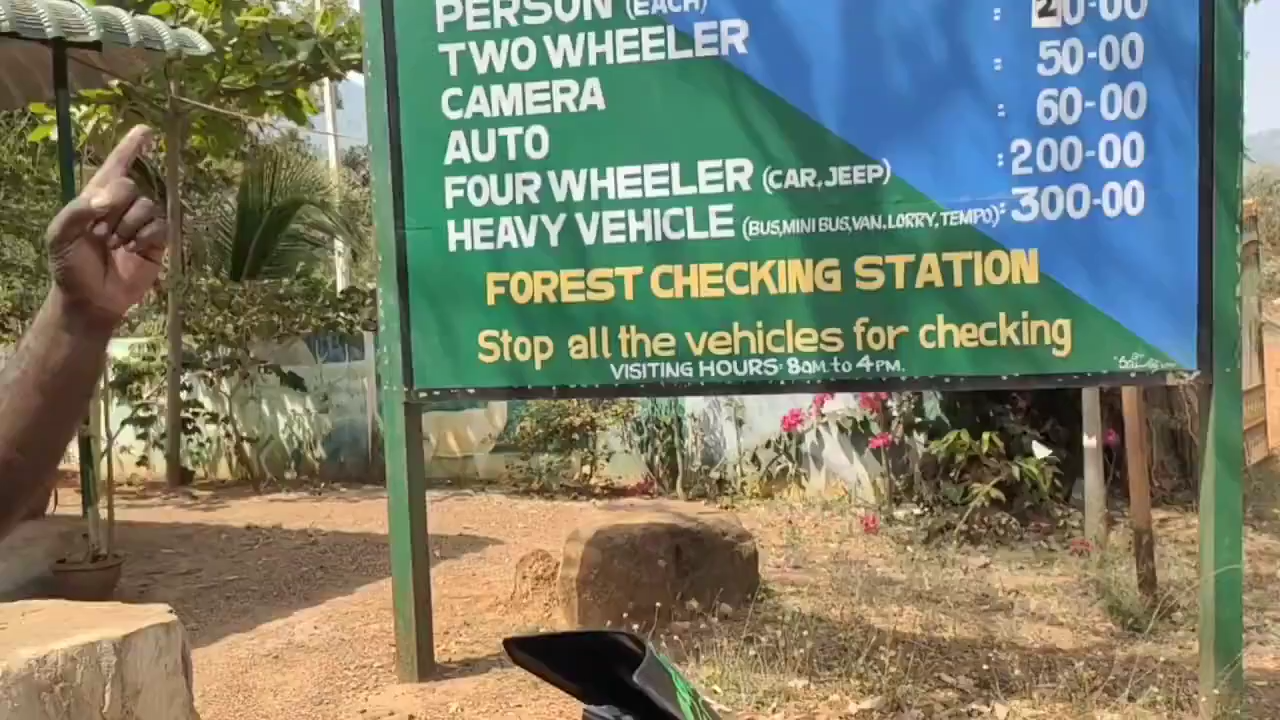 PERSON (EACH)
TWO WHEELER : 20-00
CAMERA : 50-00
AUTO : 60-00
FOUR WHEELER (CAR,JEEP) : 200-00
HEAVY VEHICLE (BUS,MINI BUS,VAN.LORRY,TEMPO): 300-00
FOREST CHECKING STATION
Stop all the vehicles for checking
VISITING HOURS: 8AM to 4PM.